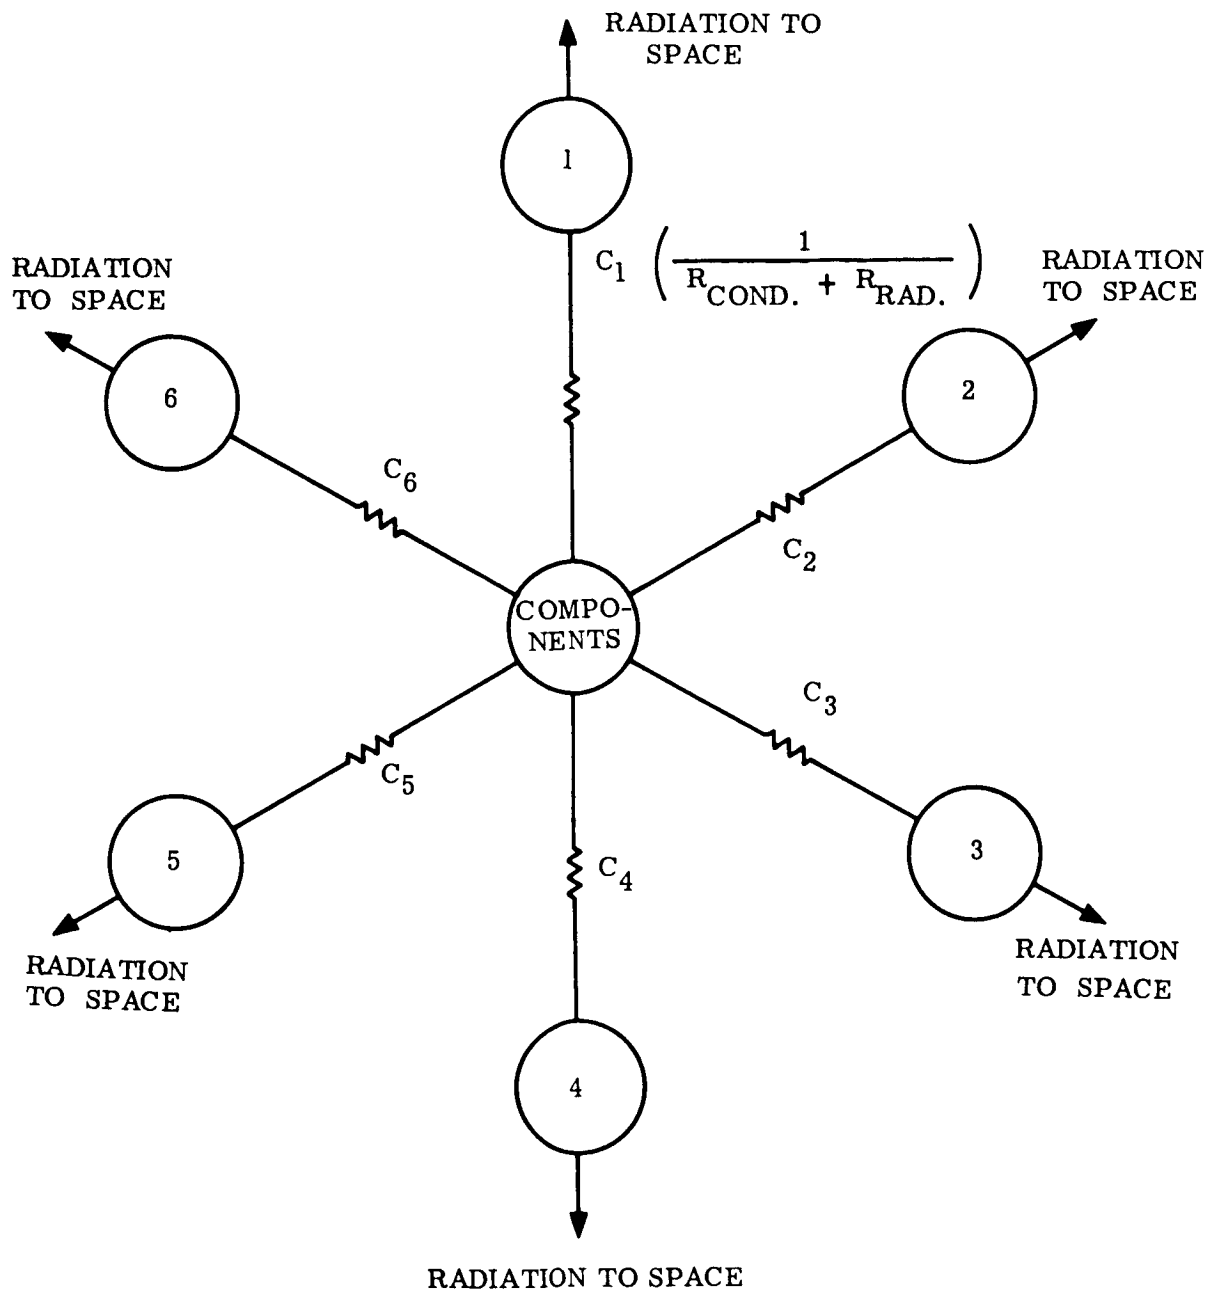 RADIATION TO
SPACE
1
C1 ( 1 / RCOND. + RRAD. )
RADIATION
TO SPACE
RADIATION
TO SPACE
6
2
C6
C2
COMPO-
NENTS
C3
C5
C4
5
3
RADIATION
TO SPACE
RADIATION
TO SPACE
4
RADIATION TO SPACE